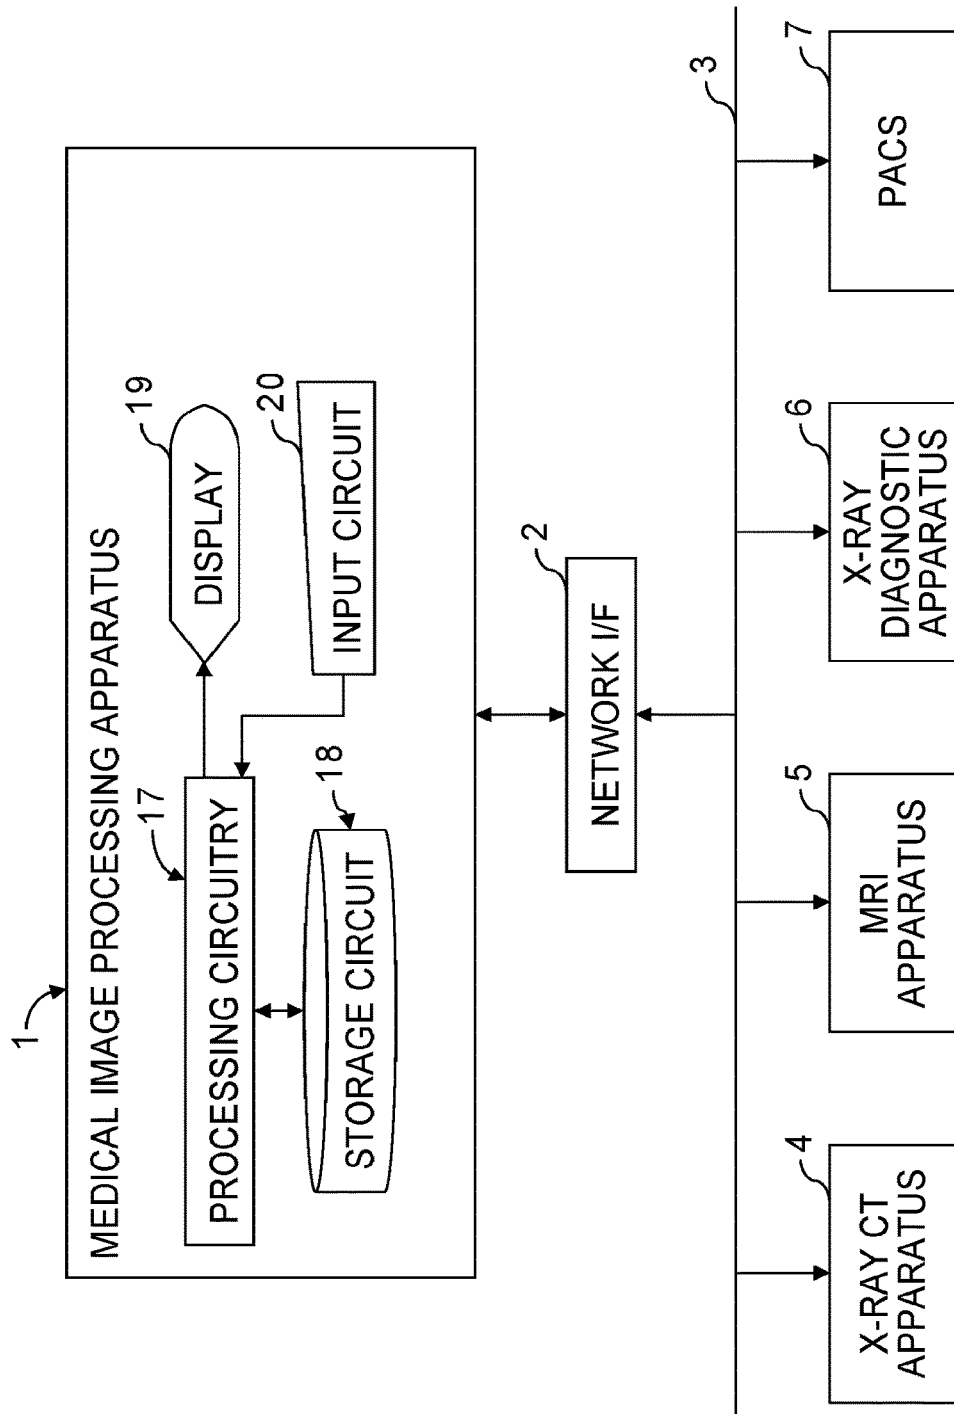 1
MEDICAL IMAGE PROCESSING APPARATUS
17
PROCESSING CIRCUITRY
19
DISPLAY
18
STORAGE CIRCUIT
20
INPUT CIRCUIT
2
NETWORK I/F
3
4
X-RAY CT
APPARATUS
5
MRI
APPARATUS
6
X-RAY
DIAGNOSTIC
APPARATUS
7
PACS